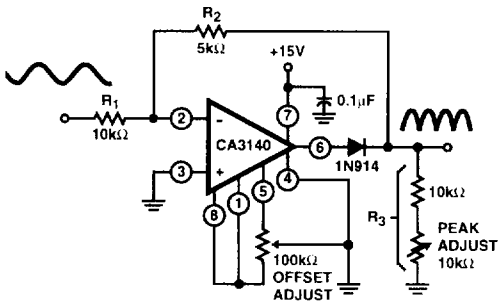 R2
5kΩ
+15V
R1
10kΩ
0.1µF
7
2
−
CA3140
6
1N914
3
+
4
5
1
8
10kΩ
R3
PEAK
ADJUST
10kΩ
100kΩ
OFFSET
ADJUST